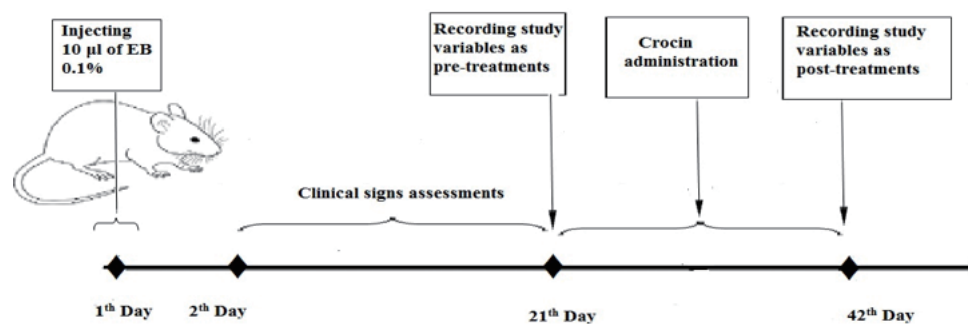 Injecting
10 µl of EB
0.1%
Recording study
variables as
pre-treatments
Crocin
administration
Recording study
variables as
post-treatments
Clinical signs assessments
1th Day
2th Day
21th Day
42th Day